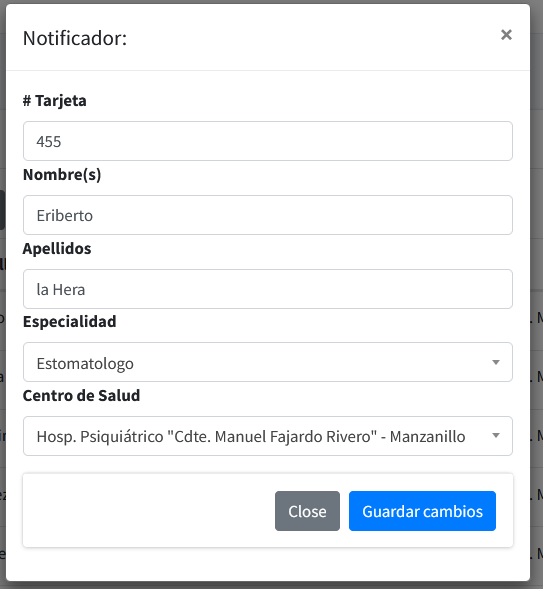 Notificador:
×
# Tarjeta
455
Nombre(s)
Eriberto
Apellidos
la Hera
Especialidad
Estomatologo
Centro de Salud
Hosp. Psiquiátrico "Cdte. Manuel Fajardo Rivero" - Manzanillo
Close
Guardar cambios